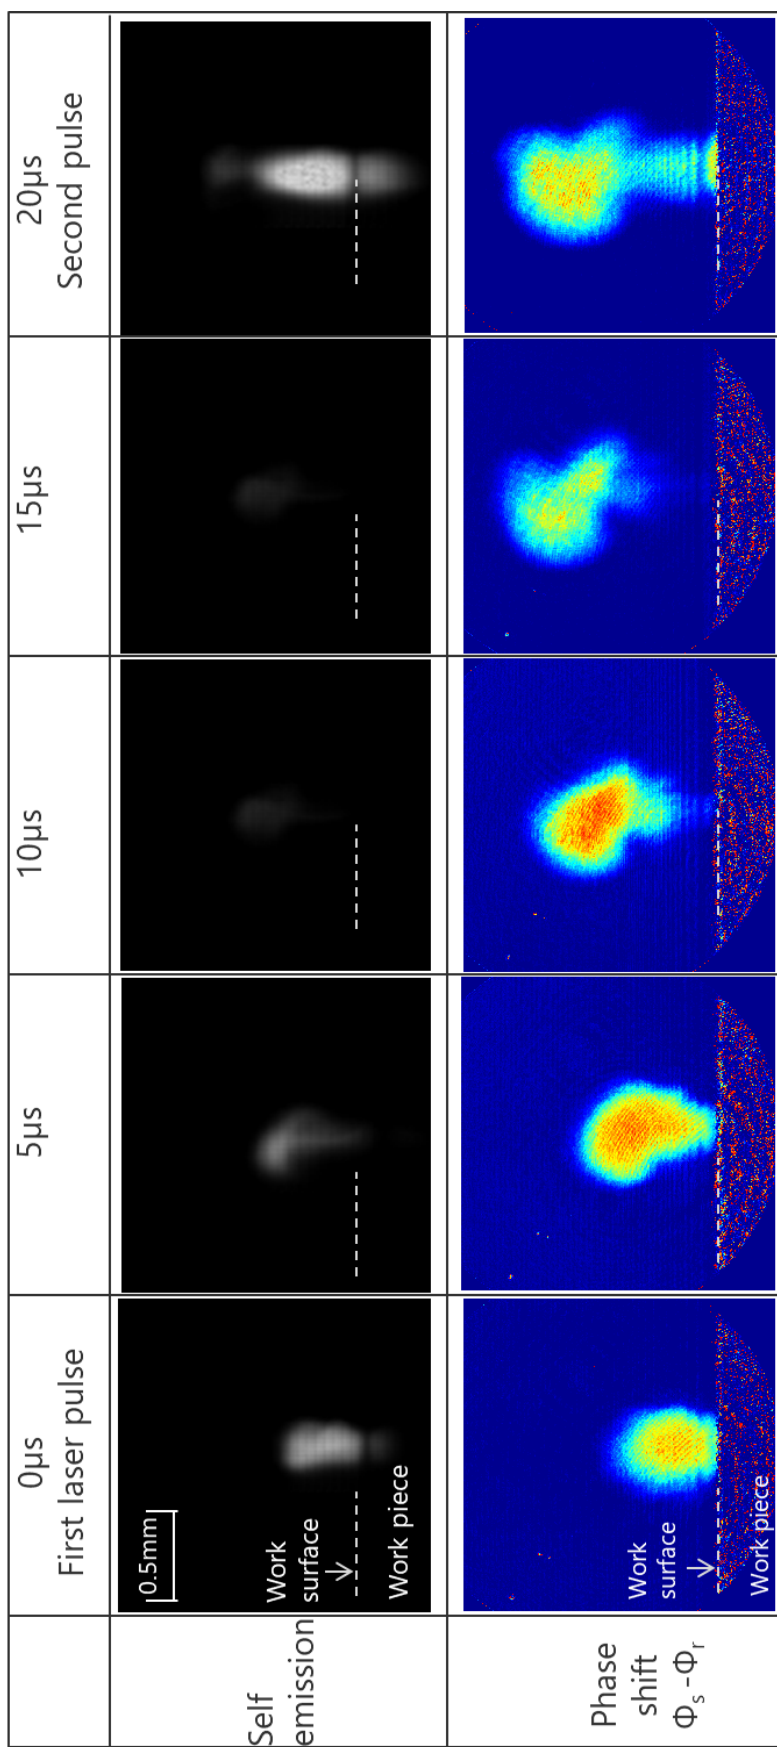 0μs
First laser pulse
5μs
10μs
15μs
20μs
Second pulse
Self
emission
0.5mm
Work
surface
Work piece
Phase
shift
Φs -Φr
Work
surface
Work piece